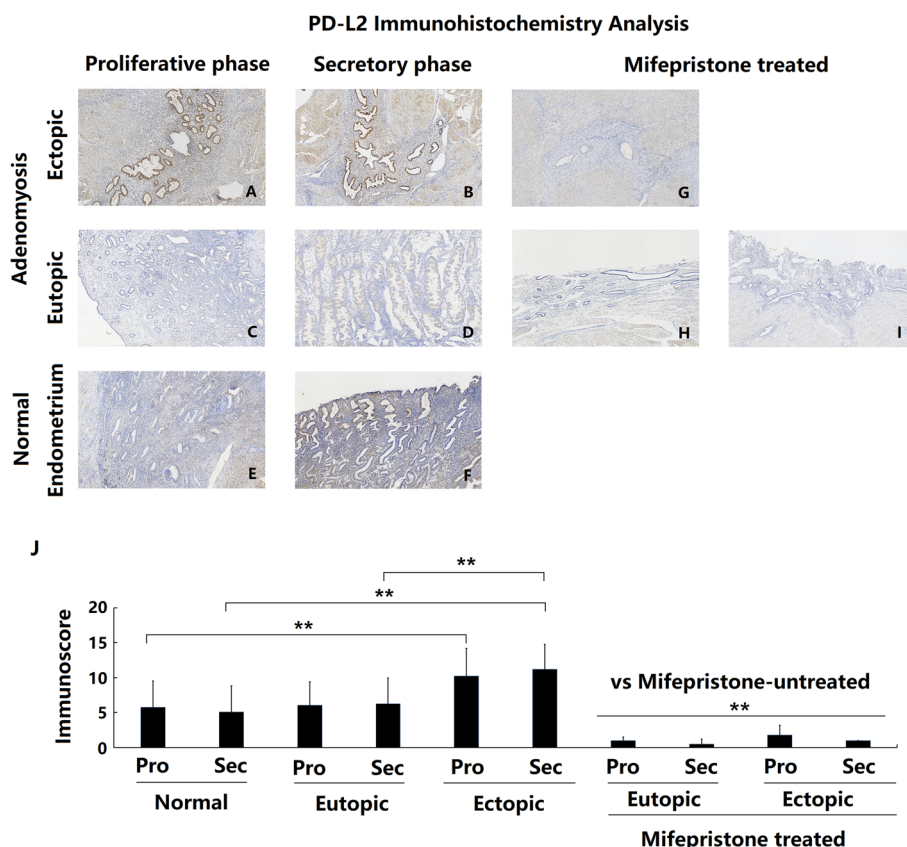 PD-L2 Immunohistochemistry Analysis
Proliferative phase Secretory phase Mifepristone treated
Adenomyosis
Ectopic
A B G
Eutopic
C D H I
Normal
Endometrium
E F
J
**
**
**
Immunoscore
20
15
10
5
0
vs Mifepristone-untreated
**
Pro Sec Pro Sec Pro Sec Pro Sec Pro Sec
Normal Eutopic Ectopic Eutopic Ectopic
Mifepristone treated